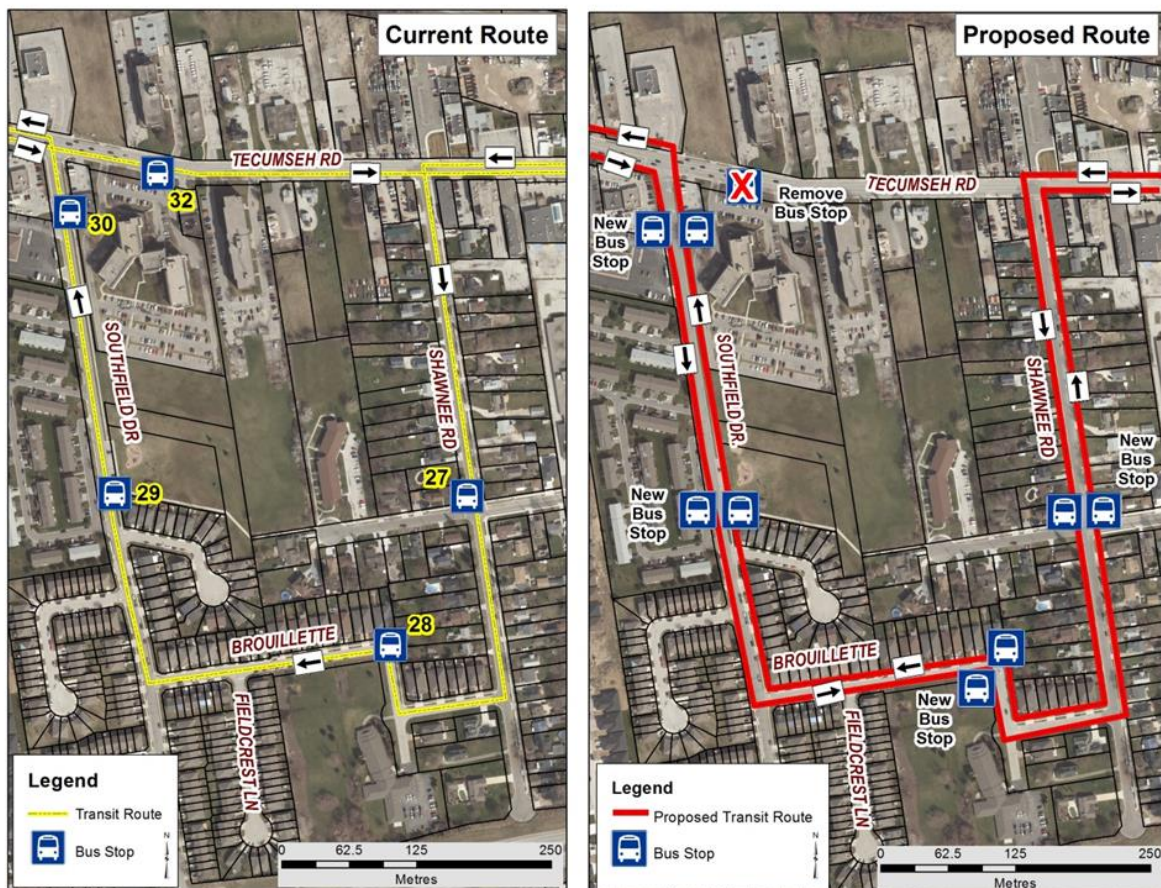 Current Route
TECUMSEH RD
32
30
SOUTHFIELD DR
SHAWNEE RD
27
29
28
BROUILLETTE
FIELDCREST LN
Legend
Transit Route
Bus Stop
N
0 62.5 125 250
Metres
Proposed Route
X
TECUMSEH RD
Remove
Bus Stop
New
Bus
Stop
SOUTHFIELD DR.
SHAWNEE RD
New
Bus
Stop
New
Bus
Stop
BROUILLETTE
New
Bus
Stop
FIELDCREST LN
Legend
Proposed Transit Route
Bus Stop
N
0 62.5 125 250
Metres